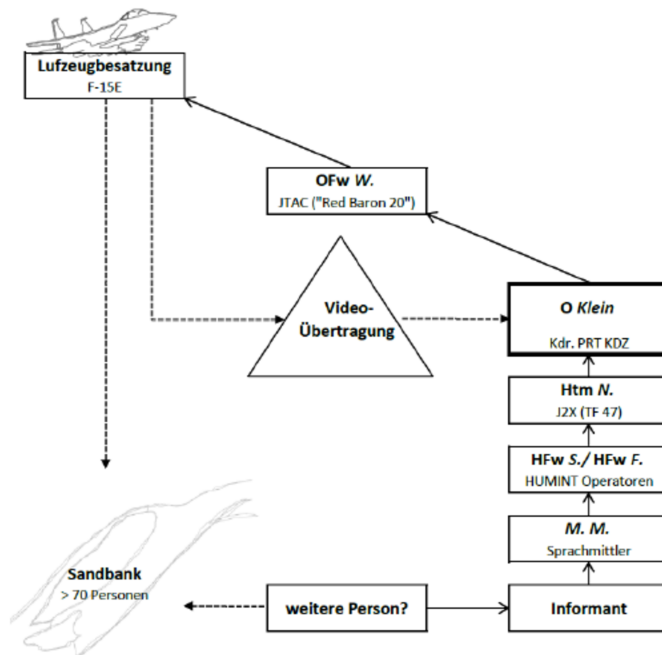 Lufzeugbesatzung
F-15E
OFw W.
JTAC ("Red Baron 20")
Video-
Übertragung
O Klein
Kdr. PRT KDZ
Htm N.
J2X (TF 47)
HFw S./ HFw F.
HUMINT Operatoren
M. M.
Sprachmittler
Sandbank
> 70 Personen
weitere Person?
Informant